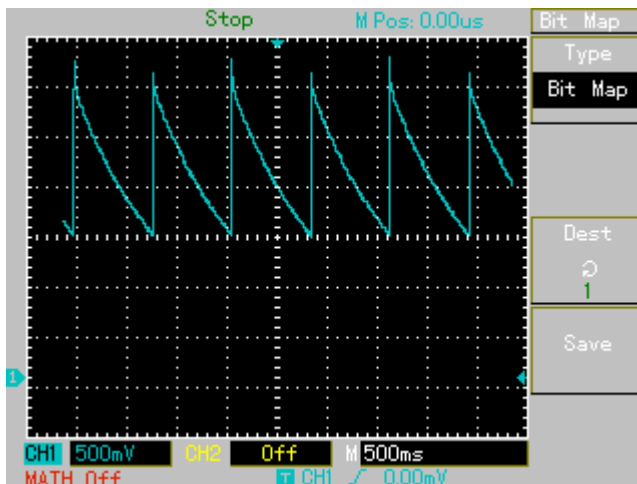 Stop M Pos: 0.00us Bit Map
Type
Bit Map
Dest
1
Save
1
CH1 500mV CH2 Off M 500ms
MATH Off T CH1 0.00mV